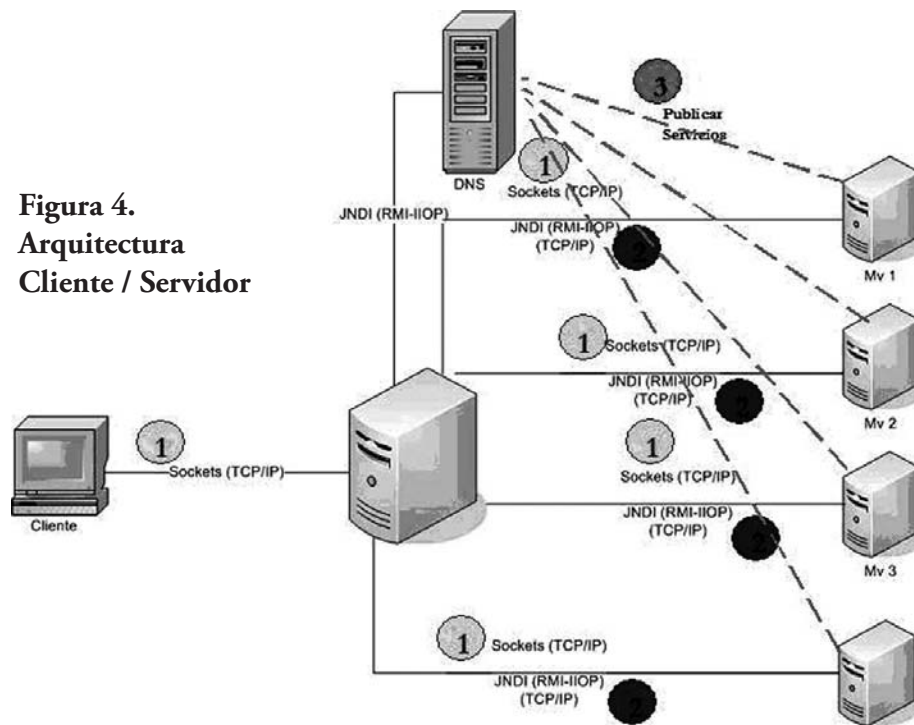 Figura 4.
Arquitectura
Cliente / Servidor
DNS
3
Publicar
Servicios
1
Sockets (TCP/IP)
JNDI (RMI-IIOP)
JNDI (RMI-IIOP)
(TCP/IP)
2
Mv 1
1
Sockets (TCP/IP)
JNDI (RMI-IIOP)
(TCP/IP)
2
Mv 2
1
Sockets (TCP/IP)
Cliente
1
Sockets (TCP/IP)
JNDI (RMI-IIOP)
(TCP/IP)
2
Mv 3
1
Sockets (TCP/IP)
JNDI (RMI-IIOP)
(TCP/IP)
2